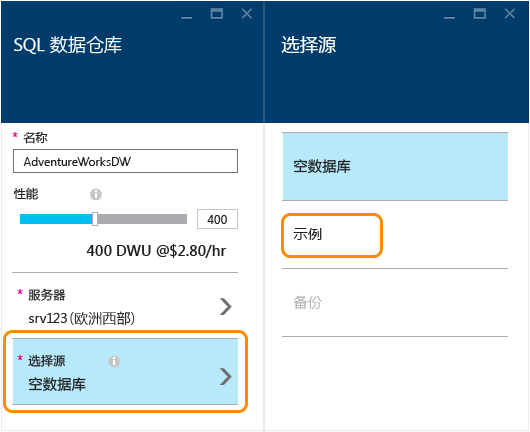 SQL 数据仓库
* 名称
AdventureWorksDW
性能
400
400 DWU @$2.80/hr
* 服务器
srv123(欧洲西部)
* 选择源
空数据库
选择源
空数据库
示例
备份